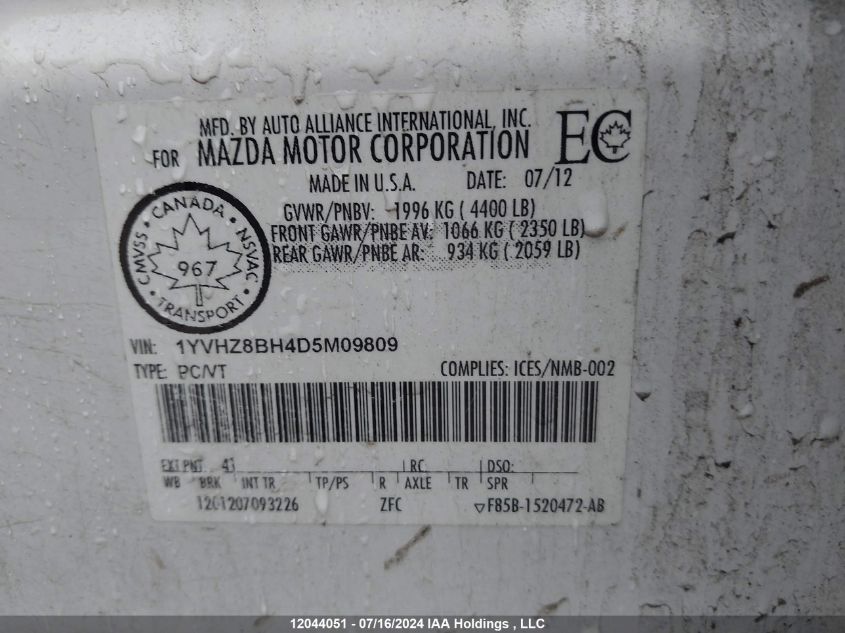 MFD. BY AUTO ALLIANCE INTERNATIONAL, INC.
FOR MAZDA MOTOR CORPORATION
EC
MADE IN U.S.A. DATE: 07/12
GVWR/PNBV: 1996 KG ( 4400 LB)
FRONT GAWR/PNBE AV: 1066 KG ( 2350 LB)
REAR GAWR/PNBE AR: 934 KG ( 2059 LB)
CANADA
CMVSS 967 NSVAC
TRANSPORT
VIN: 1YVHZ8BH4D5M09809
TYPE: PC/VT COMPLIES: ICES/NMB-002
EXT PNT: 41 RC: DSO:
WB BRK INT TR TP/PS R AXLE TR SPR
1201207093226 ZFC F85B-1520472-AB
12044051 - 07/16/2024 IAA Holdings , LLC